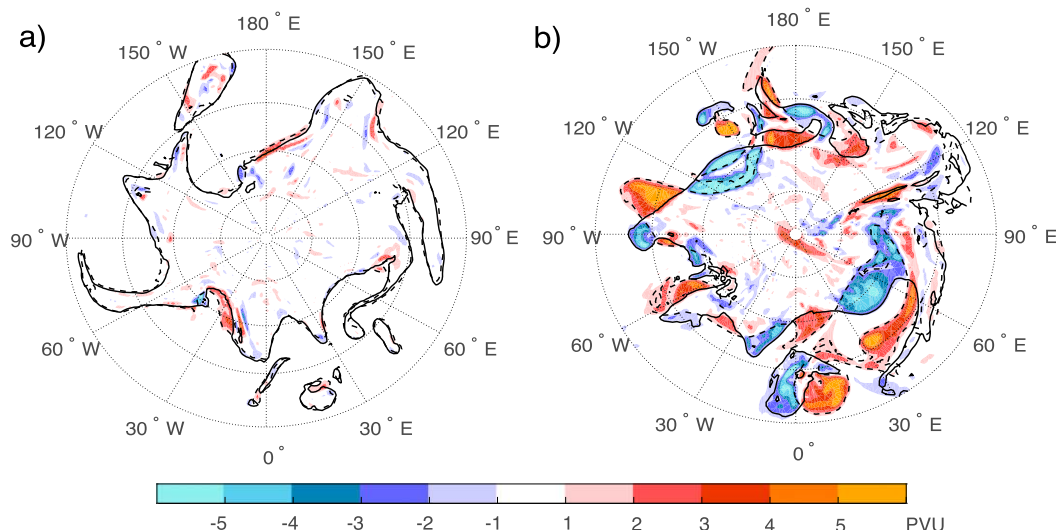 a)
180 ° E
150 ° W
150 ° E
120 ° W
120 ° E
90 ° W
90 ° E
60 ° W
60 ° E
30 ° W
30 ° E
0 °
b)
180 ° E
150 ° W
150 ° E
120 ° W
120 ° E
90 ° W
90 ° E
60 ° W
60 ° E
30 ° W
30 ° E
0 °
-5 -4 -3 -2 -1 1 2 3 4 5 PVU